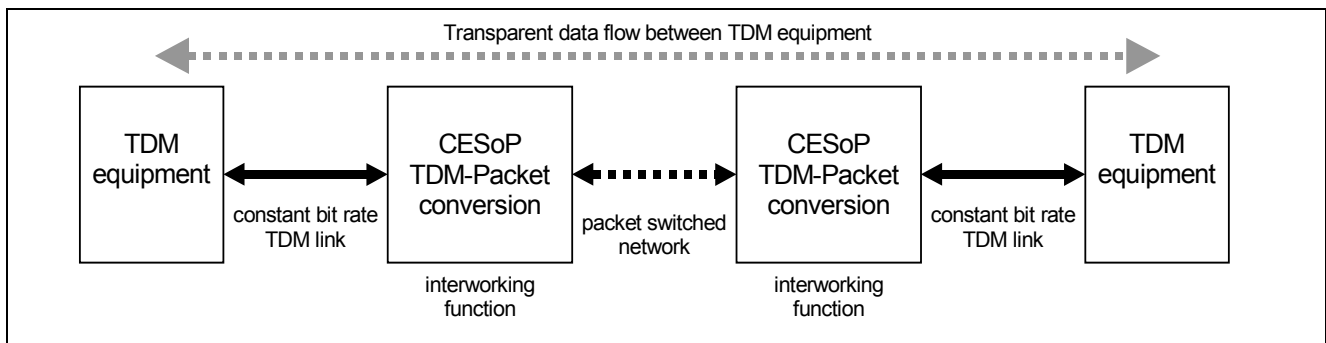 Transparent data flow between TDM equipment
TDM
equipment
constant bit rate
TDM link
CESoP
TDM-Packet
conversion
interworking
function
packet switched
network
CESoP
TDM-Packet
conversion
interworking
function
constant bit rate
TDM link
TDM
equipment